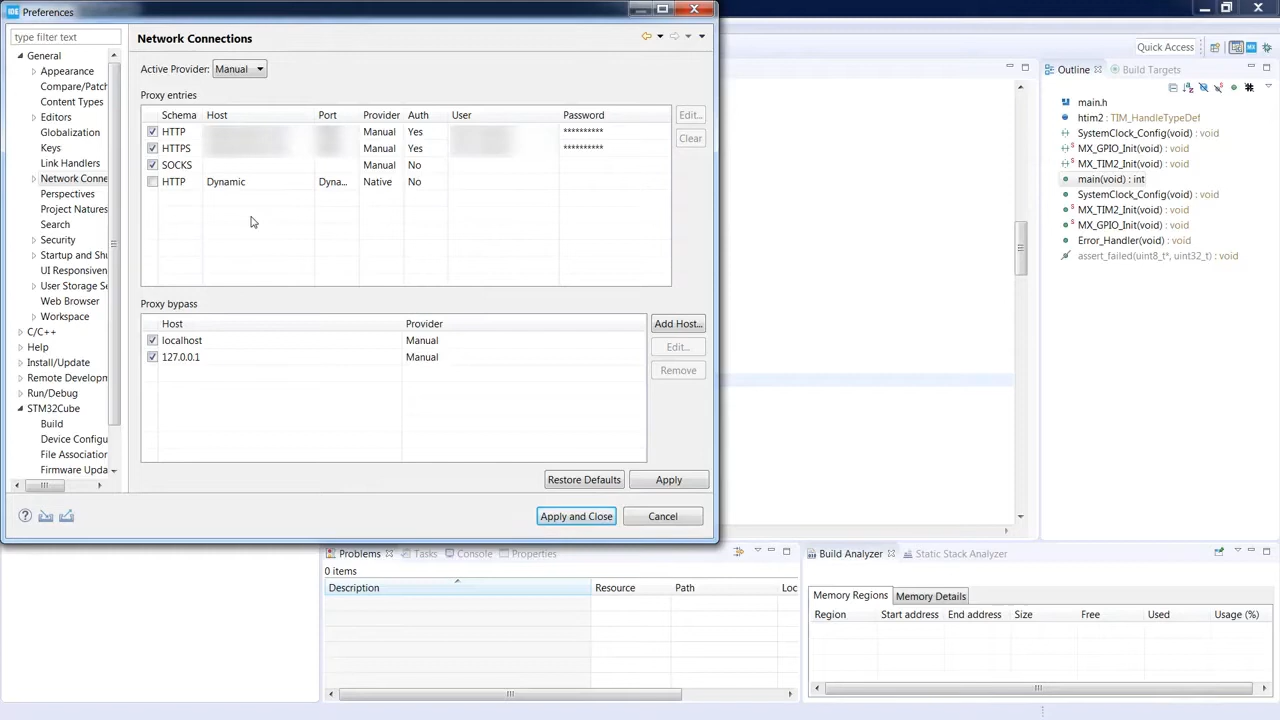 IDE Preferences
type filter text
General
Appearance
Compare/Patch
Content Types
Editors
Globalization
Keys
Link Handlers
Network Conne
Perspectives
Project Natures
Search
Security
Startup and Shu
UI Responsiven
User Storage Se
Web Browser
Workspace
C/C++
Help
Install/Update
Remote Developm
Run/Debug
STM32Cube
Build
Device Configu
File Association
Firmware Upda
Network Connections
Active Provider: Manual
Proxy entries
Schema Host Port Provider Auth User Password
HTTP Manual Yes **********
HTTPS Manual Yes **********
SOCKS Manual No
HTTP Dynamic Dyna... Native No
Edit...
Clear
Proxy bypass
Host Provider
localhost Manual
127.0.0.1 Manual
Add Host...
Edit...
Remove
Restore Defaults Apply
Apply and Close Cancel
Quick Access
MX
Outline Build Targets
main.h
htim2 : TIM_HandleTypeDef
SystemClock_Config(void) : void
MX_GPIO_Init(void) : void
MX_TIM2_Init(void) : void
main(void) : int
SystemClock_Config(void) : void
MX_TIM2_Init(void) : void
MX_GPIO_Init(void) : void
Error_Handler(void) : void
assert_failed(uint8_t*, uint32_t) : void
Problems Tasks Console Properties
0 items
Description Resource Path Loc
Build Analyzer Static Stack Analyzer
Memory Regions Memory Details
Region Start address End address Size Free Used Usage (%)